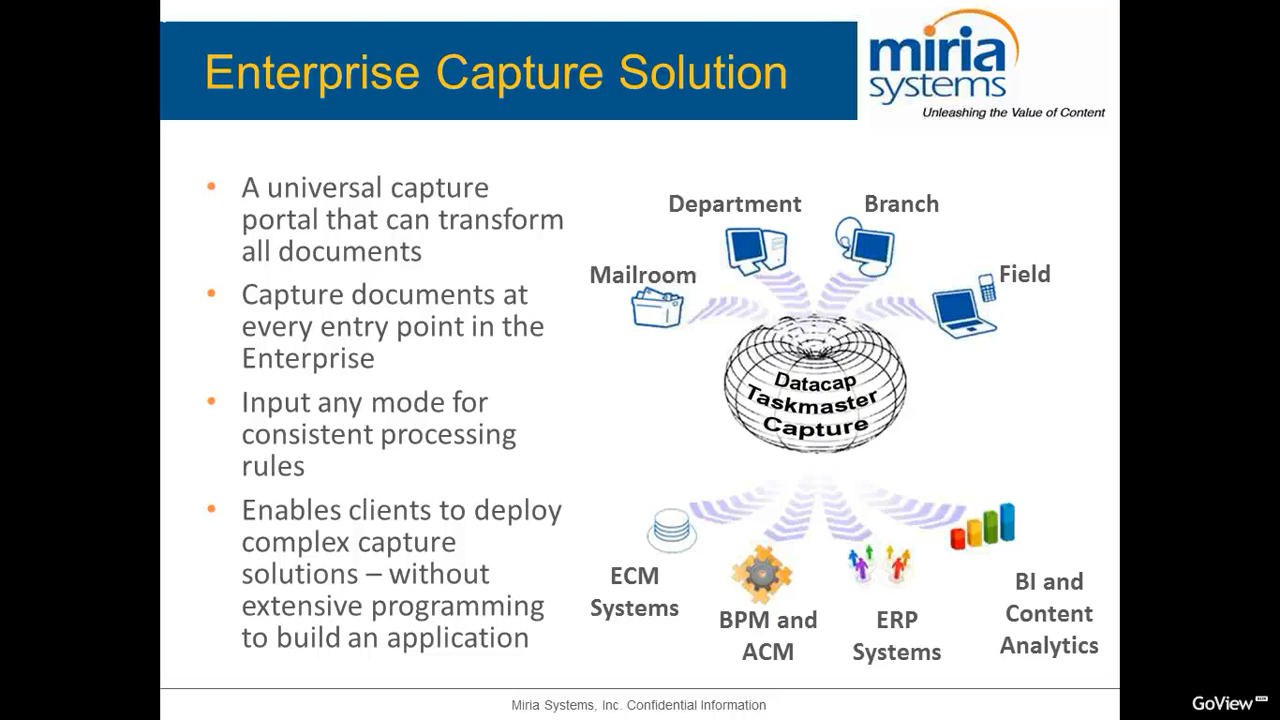 Enterprise Capture Solution
miria
systems
Unleashing the Value of Content
• A universal capture
portal that can transform
all documents
• Capture documents at
every entry point in the
Enterprise
• Input any mode for
consistent processing
rules
• Enables clients to deploy
complex capture
solutions – without
extensive programming
to build an application
Department
Branch
Mailroom
Field
Datacap
Taskmaster
Capture
ECM
Systems
BPM and
ACM
ERP
Systems
BI and
Content
Analytics
Miria Systems, Inc. Confidential Information
GoView